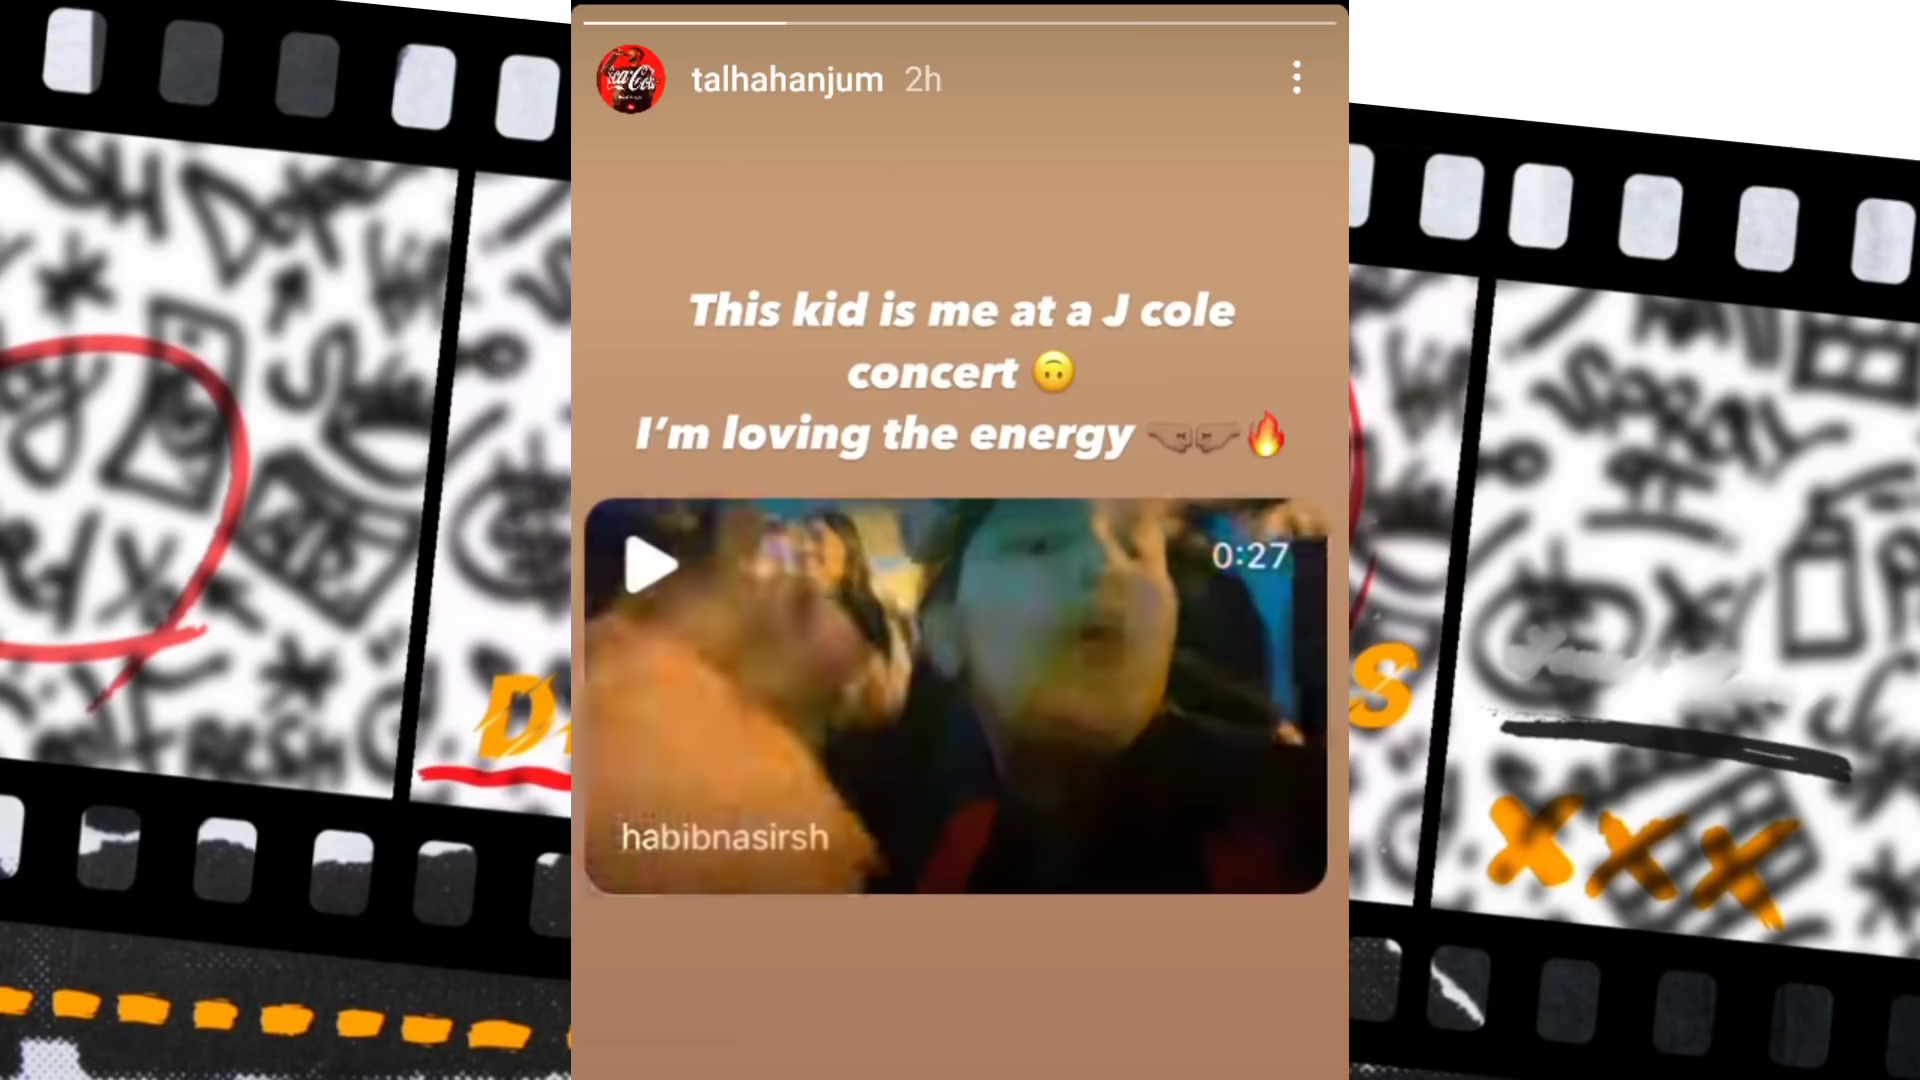 talhahanjum 2h
This kid is me at a J cole
concert 🙃
I’m loving the energy 🤜🏾🤛🏾🔥
0:27
habibnasirsh